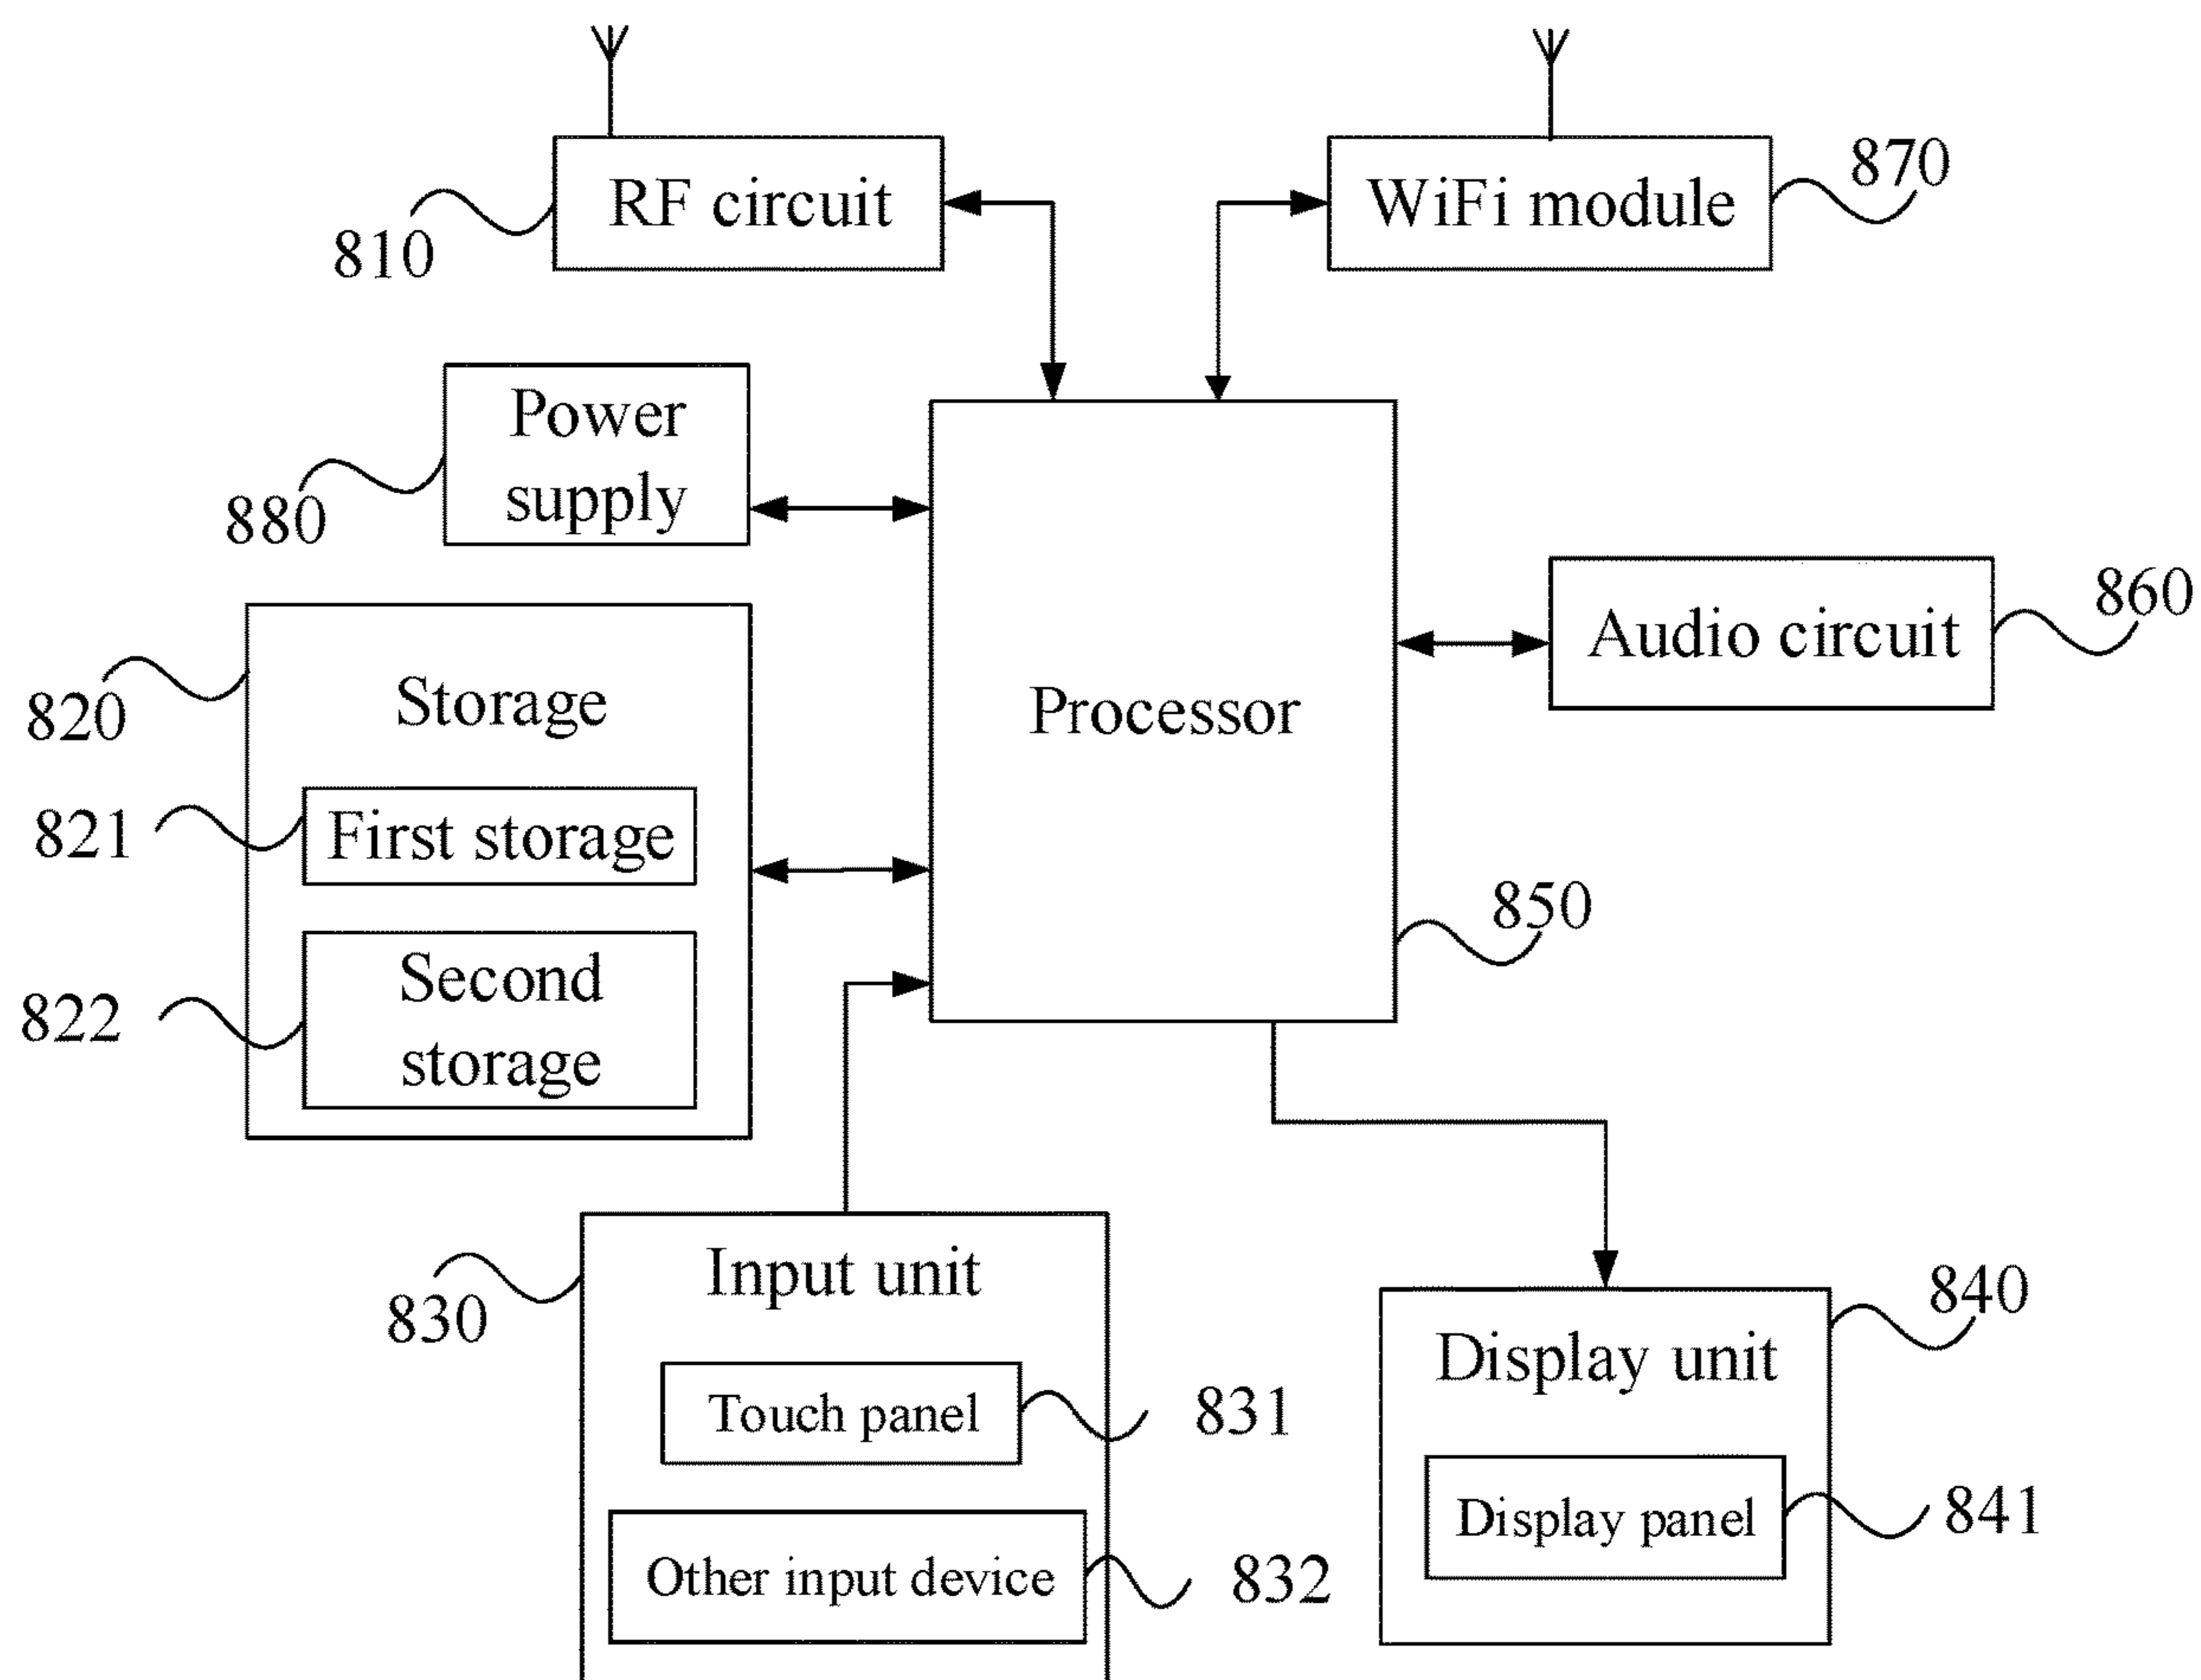 RF circuit
810
WiFi module
870
Power
supply
880
Processor
850
Audio circuit
860
Storage
820
First storage
821
Second
storage
822
Input unit
830
Touch panel
831
Other input device
832
Display unit
840
Display panel
841